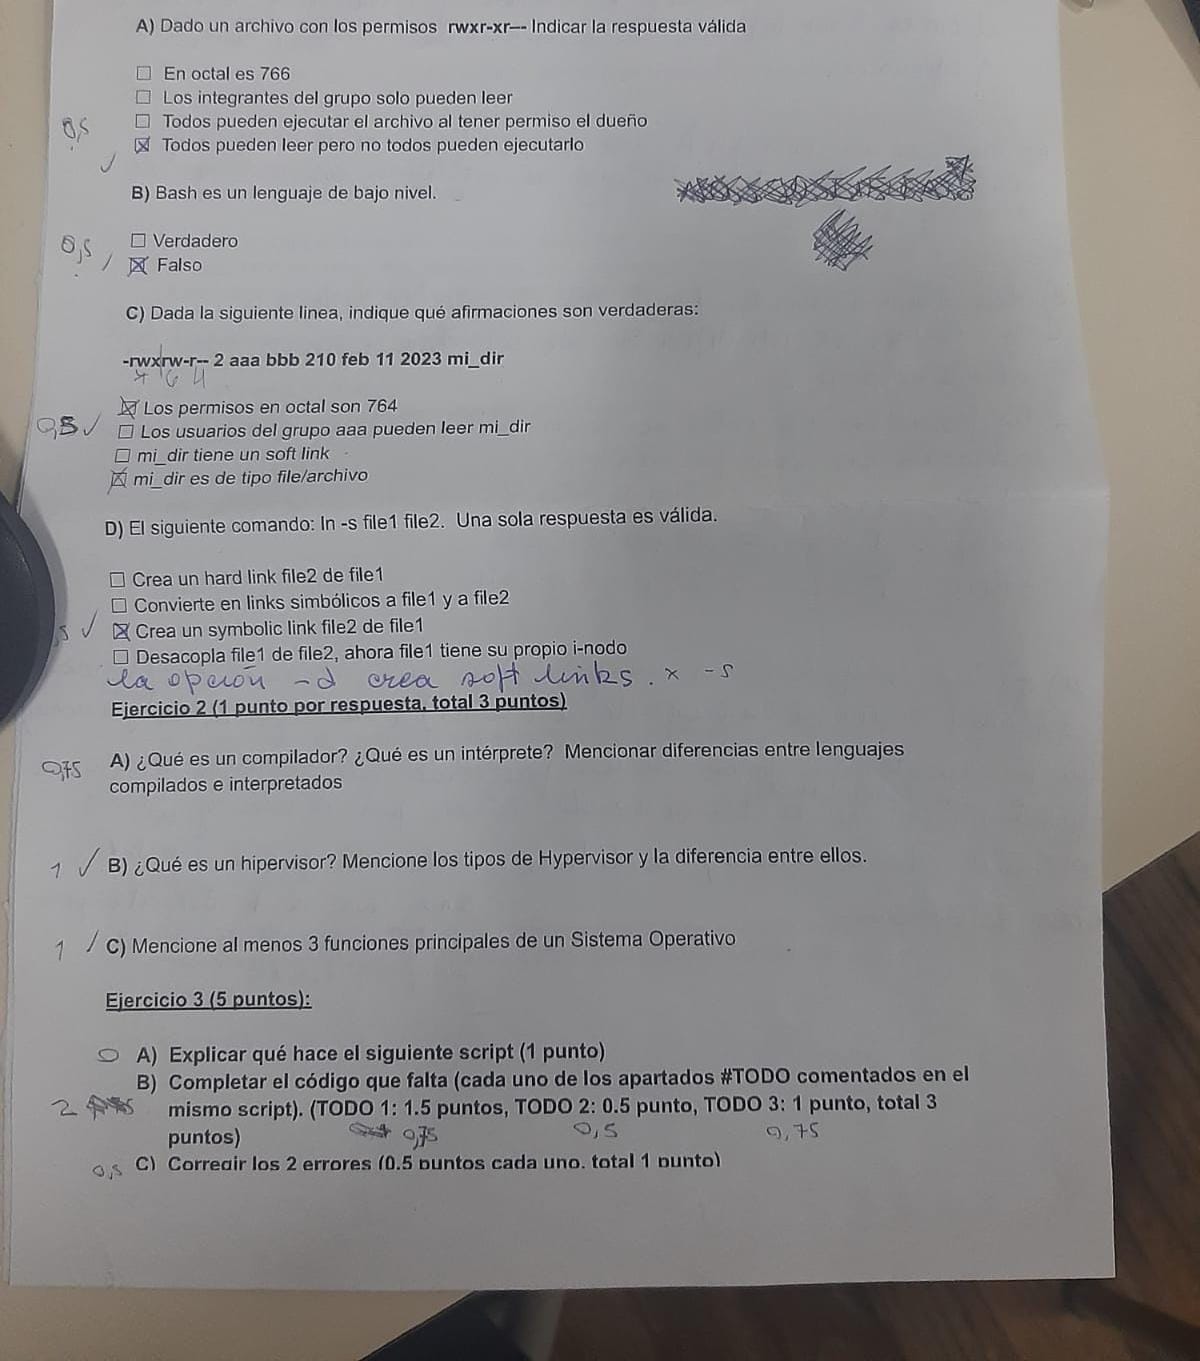 A) Dado un archivo con los permisos rwxr-xr-- Indicar la respuesta válida
En octal es 766
Los integrantes del grupo solo pueden leer
0,5
Todos pueden ejecutar el archivo al tener permiso el dueño
Todos pueden leer pero no todos pueden ejecutarlo
B) Bash es un lenguaje de bajo nivel.
0,5
Verdadero
Falso
C) Dada la siguiente linea, indique qué afirmaciones son verdaderas:
-rwxrw-r-- 2 aaa bbb 210 feb 11 2023 mi_dir
7 6 4
Los permisos en octal son 764
0,5 ✓
Los usuarios del grupo aaa pueden leer mi_dir
mi_dir tiene un soft link
mi_dir es de tipo file/archivo
D) El siguiente comando: ln -s file1 file2. Una sola respuesta es válida.
Crea un hard link file2 de file1
Convierte en links simbólicos a file1 y a file2
,5 ✓ Crea un symbolic link file2 de file1
Desacopla file1 de file2, ahora file1 tiene su propio i-nodo
la opción -d crea soft links. x -s
Ejercicio 2 (1 punto por respuesta, total 3 puntos)
0,75 A) ¿Qué es un compilador? ¿Qué es un intérprete? Mencionar diferencias entre lenguajes
compilados e interpretados
1 ✓ B) ¿Qué es un hipervisor? Mencione los tipos de Hypervisor y la diferencia entre ellos.
1 / C) Mencione al menos 3 funciones principales de un Sistema Operativo
Ejercicio 3 (5 puntos):
0 A) Explicar qué hace el siguiente script (1 punto)
B) Completar el código que falta (cada uno de los apartados #TODO comentados en el
2 mismo script). (TODO 1: 1.5 puntos, TODO 2: 0.5 punto, TODO 3: 1 punto, total 3
puntos) 0,75 0,5 0,75
0,5 C) Corregir los 2 errores (0.5 puntos cada uno, total 1 punto)